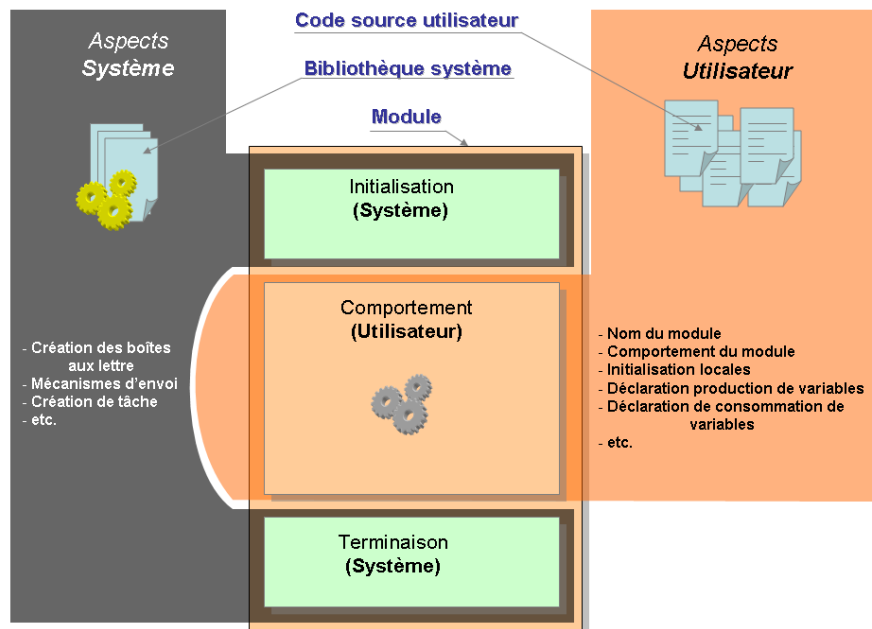 Code source utilisateur
Aspects
Système
Aspects
Utilisateur
Bibliothèque système
Module
Initialisation
(Système)
Comportement
(Utilisateur)
- Création des boîtes
aux lettre
- Mécanismes d'envoi
- Création de tâche
- etc.
- Nom du module
- Comportement du module
- Initialisation locales
- Déclaration production de variables
- Déclaration de consommation de
variables
- etc.
Terminaison
(Système)